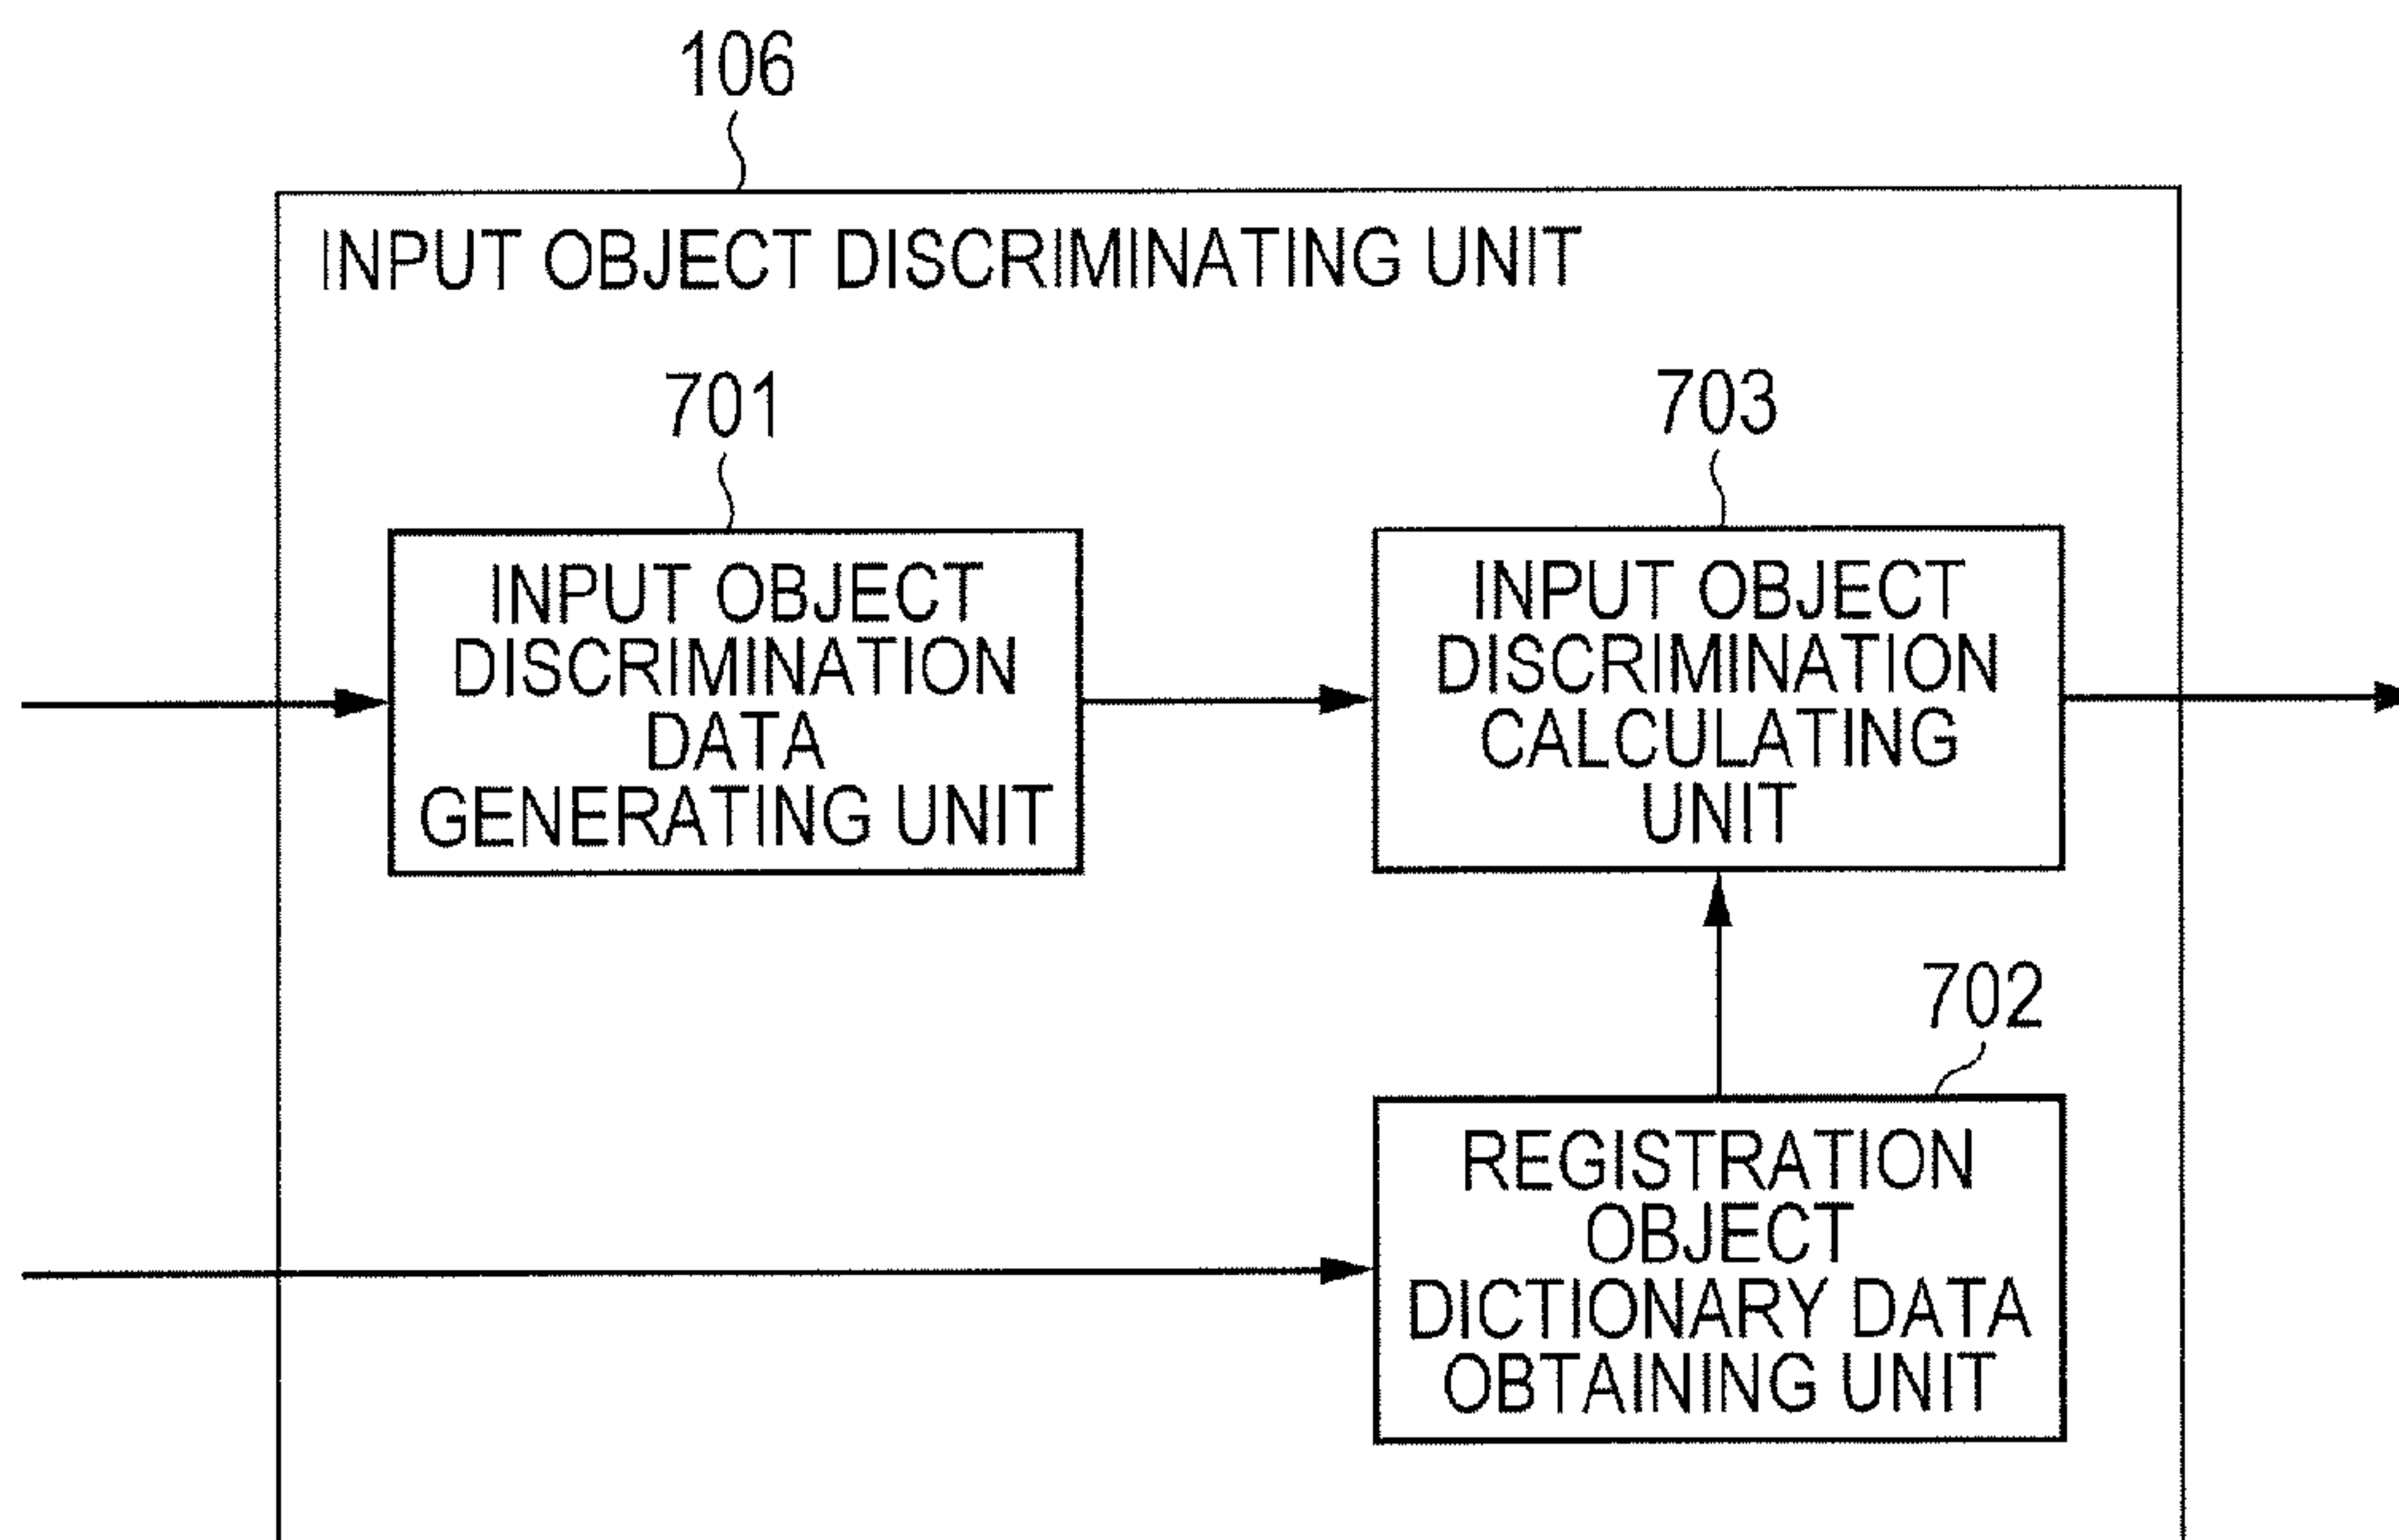 106
INPUT OBJECT DISCRIMINATING UNIT
701
INPUT OBJECT
DISCRIMINATION
DATA
GENERATING UNIT
703
INPUT OBJECT
DISCRIMINATION
CALCULATING
UNIT
702
REGISTRATION
OBJECT
DICTIONARY DATA
OBTAINING UNIT